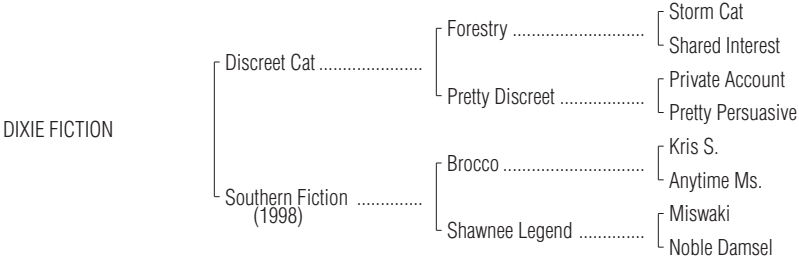 Storm Cat
Forestry ............................
Shared Interest
Discreet Cat ......................
Private Account
Pretty Discreet ..................
Pretty Persuasive
DIXIE FICTION
Kris S.
Brocco ..............................
Anytime Ms.
Southern Fiction ..............
(1998)
Miswaki
Shawnee Legend ..............
Noble Damsel